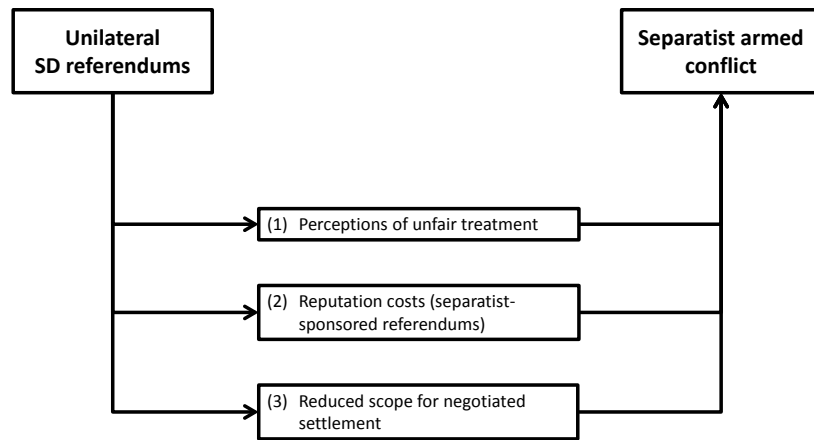 Unilateral
SD referendums
Separatist armed
conflict
(1) Perceptions of unfair treatment
(2) Reputation costs (separatist-
sponsored referendums)
(3) Reduced scope for negotiated
settlement